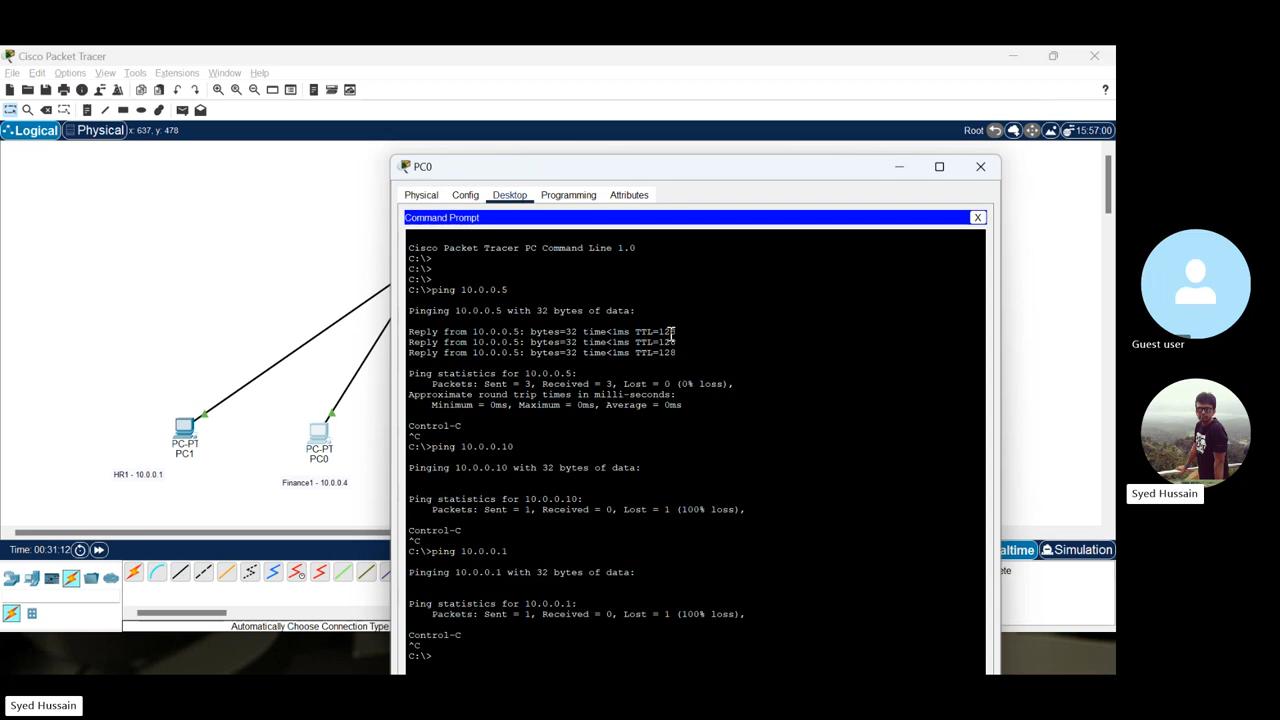 Cisco Packet Tracer
File Edit Options View Tools Extensions Window Help
Logical Physical x: 637, y: 478
Root 15:57:00
PC0
Physical Config Desktop Programming Attributes
Command Prompt X
Cisco Packet Tracer PC Command Line 1.0
C:\>
C:\>
C:\>
C:\>ping 10.0.0.5
Pinging 10.0.0.5 with 32 bytes of data:
Reply from 10.0.0.5: bytes=32 time<1ms TTL=128
Reply from 10.0.0.5: bytes=32 time<1ms TTL=128
Reply from 10.0.0.5: bytes=32 time<1ms TTL=128
Ping statistics for 10.0.0.5:
Packets: Sent = 3, Received = 3, Lost = 0 (0% loss),
Approximate round trip times in milli-seconds:
Minimum = 0ms, Maximum = 0ms, Average = 0ms
Control-C
^C
C:\>ping 10.0.0.10
Pinging 10.0.0.10 with 32 bytes of data:
Ping statistics for 10.0.0.10:
Packets: Sent = 1, Received = 0, Lost = 1 (100% loss),
Control-C
^C
C:\>ping 10.0.0.1
Pinging 10.0.0.1 with 32 bytes of data:
Ping statistics for 10.0.0.1:
Packets: Sent = 1, Received = 0, Lost = 1 (100% loss),
Control-C
^C
C:\>
PC-PT
PC1
HR1 - 10.0.0.1
PC-PT
PC0
Finance1 - 10.0.0.4
Time: 00:31:12
altime Simulation
ete
Automatically Choose Connection Type
Guest user
Syed Hussain
Syed Hussain